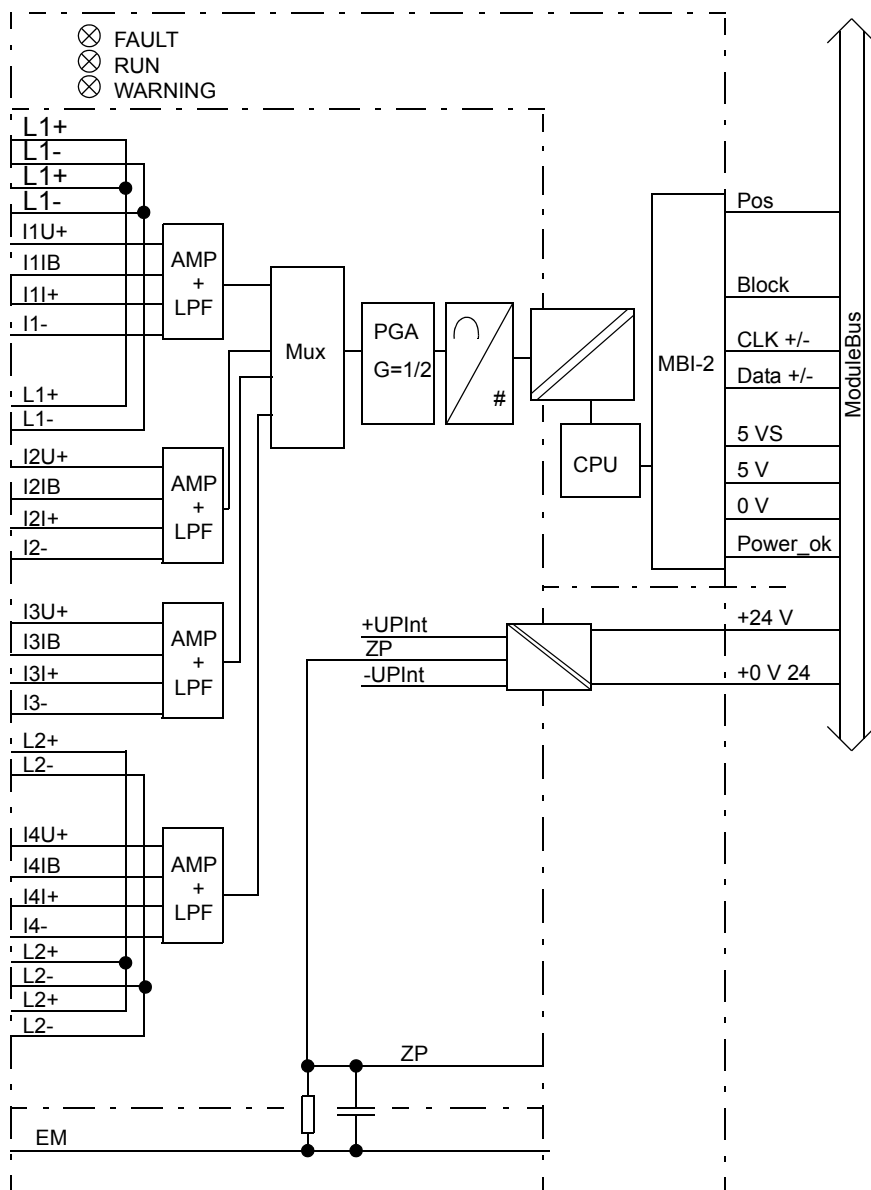 FAULT
RUN
WARNING
L1+
L1-
L1+
L1-
I1U+
I1IB
I1I+
I1-
L1+
L1-
I2U+
I2IB
I2I+
I2-
I3U+
I3IB
I3I+
I3-
L2+
L2-
I4U+
I4IB
I4I+
I4-
L2+
L2-
L2+
L2-
EM
AMP
+
LPF
AMP
+
LPF
AMP
+
LPF
AMP
+
LPF
Mux
PGA
G=1/2
#
CPU
MBI-2
Pos
Block
CLK +/-
Data +/-
5 VS
5 V
0 V
Power_ok
+24 V
+0 V 24
ModuleBus
+UPInt
ZP
-UPInt
ZP